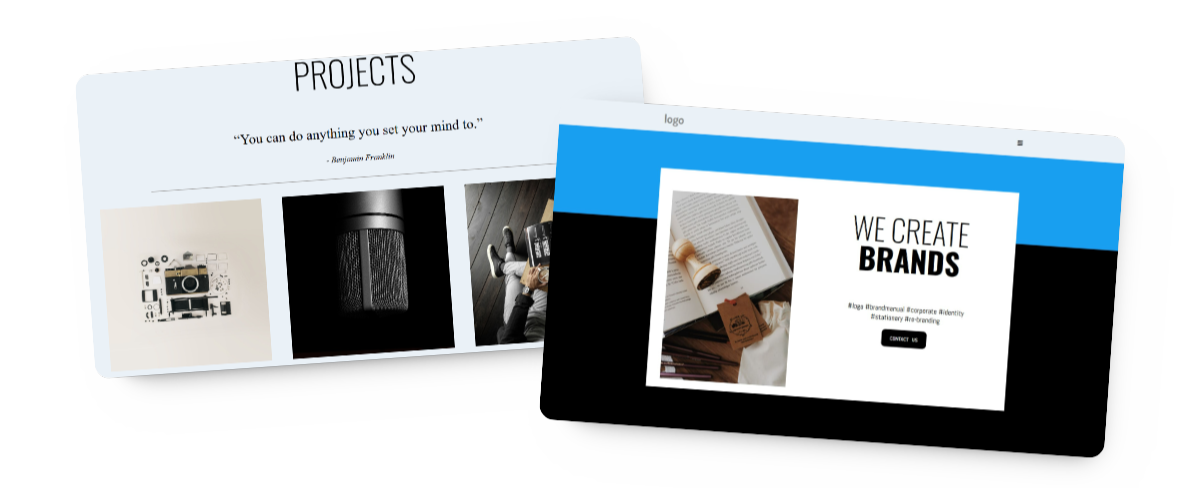 PROJECTS
“You can do anything you set your mind to.”
- Benjamin Franklin
logo
WE CREATE
BRANDS
#logo #brandmanual #corporate #identity
#stationary #re-branding
CONTACT US